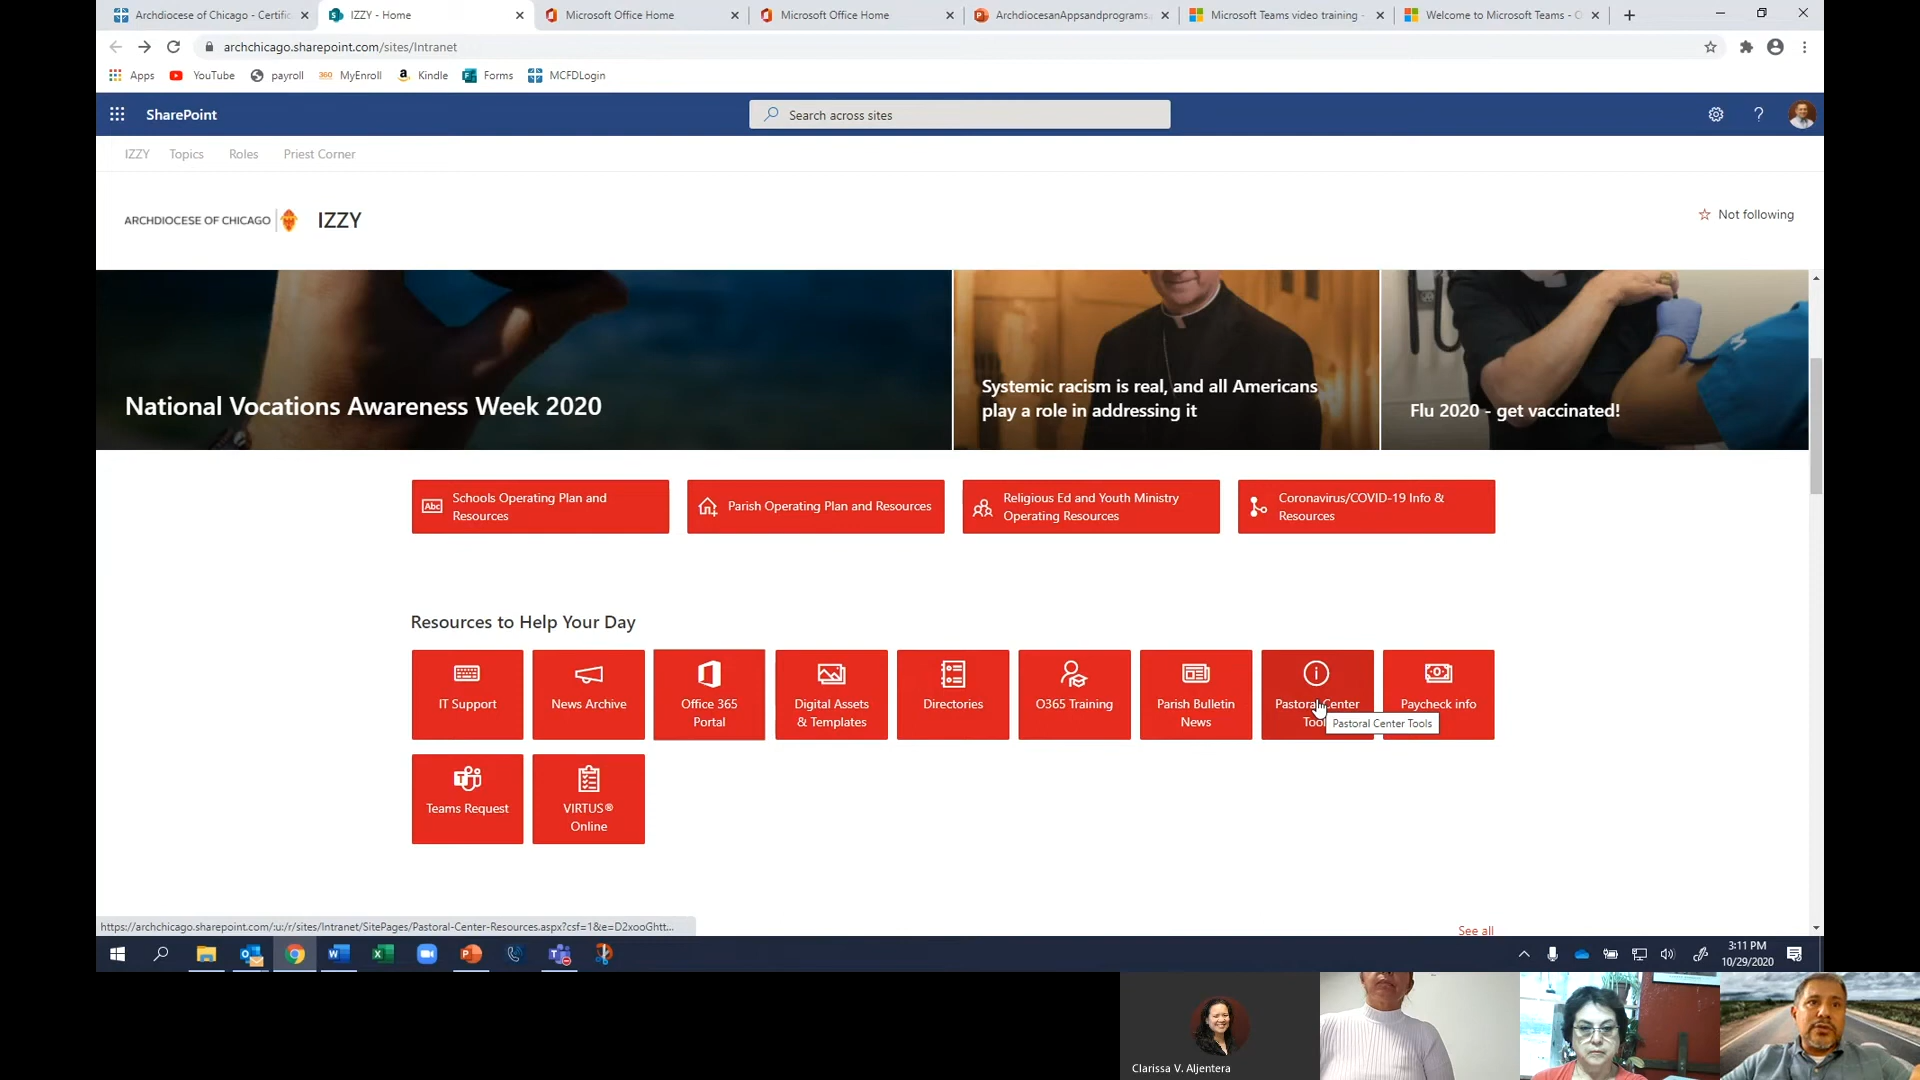 Archdiocese of Chicago - Certific
IZZY - Home
Microsoft Office Home
Microsoft Office Home
ArchdiocesanAppsandprograms.
Microsoft Teams video training -
Welcome to Microsoft Teams - O
archchicago.sharepoint.com/sites/Intranet
Apps
YouTube
payroll
360 MyEnroll
Kindle
Forms
MCFDLogin
SharePoint
Search across sites
IZZY
Topics
Roles
Priest Corner
ARCHDIOCESE OF CHICAGO
IZZY
Not following
National Vocations Awareness Week 2020
Systemic racism is real, and all Americans
play a role in addressing it
Flu 2020 - get vaccinated!
Abc
Schools Operating Plan and
Resources
Parish Operating Plan and Resources
Religious Ed and Youth Ministry
Operating Resources
Coronavirus/COVID-19 Info &
Resources
Resources to Help Your Day
IT Support
News Archive
Office 365
Portal
Digital Assets
& Templates
Directories
O365 Training
Parish Bulletin
News
Pastoral Center
Tool
Pastoral Center Tools
Paycheck info
Teams Request
VIRTUS®
Online
See all
https://archchicago.sharepoint.com/:u:/r/sites/Intranet/SitePages/Pastoral-Center-Resources.aspx?csf=1&e=D2xooGhtt...
3:11 PM
10/29/2020
Clarissa V. Aljentera